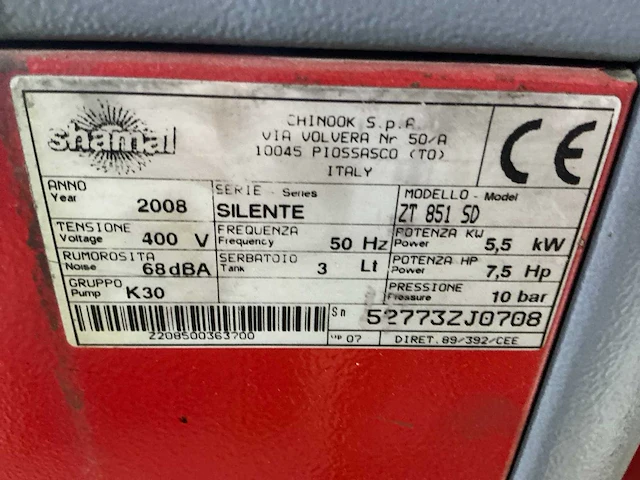 shamal
CHINOOK S.p.A.
VIA VOLVERA Nr 50/A
10045 PIOSSASCO (TO)
ITALY
CE
ANNO
Year
2008
SERIE - Series
SILENTE
MODELLO - Model
ZT 851 SD
TENSIONE
Voltage
400 V
FREQUENZA
Frequency
50 Hz
POTENZA KW
Power
5,5 kW
RUMOROSITA
Noise
68dBA
SERBATOIO
Tank
3 Lt
POTENZA HP
Power
7,5 Hp
GRUPPO
Pump
K30
PRESSIONE
Pressure
10 bar
Sn 52773ZJ0708
Z208500363700
07
DIRET.89/392/CEE